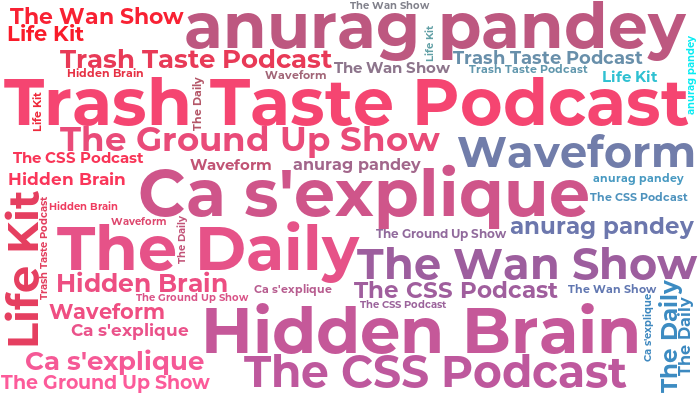 The Wan Show
The Wan Show
anurag pandey
Life Kit
Life Kit
Trash Taste Podcast
Trash Taste Podcast
anurag pandey
Hidden Brain
Waveform
The Wan Show
Trash Taste Podcast
Life Kit
Life Kit
The Daily
Trash Taste Podcast
The Ground Up Show
Waveform
The CSS Podcast
Waveform
anurag pandey
Hidden Brain
Ca s'explique
anurag pandey
The CSS Podcast
Life Kit
Trash Taste Podcast
Hidden Brain
Waveform
The Daily
anurag pandey
The Ground Up Show
The Daily
The Wan Show
Hidden Brain
Ca s'explique
The CSS Podcast
The Wan Show
The Ground Up Show
The CSS Podcast
Waveform
Ca s'explique
Hidden Brain
Ca s'explique
The Daily
The Daily
Ca s'explique
The CSS Podcast
The Ground Up Show